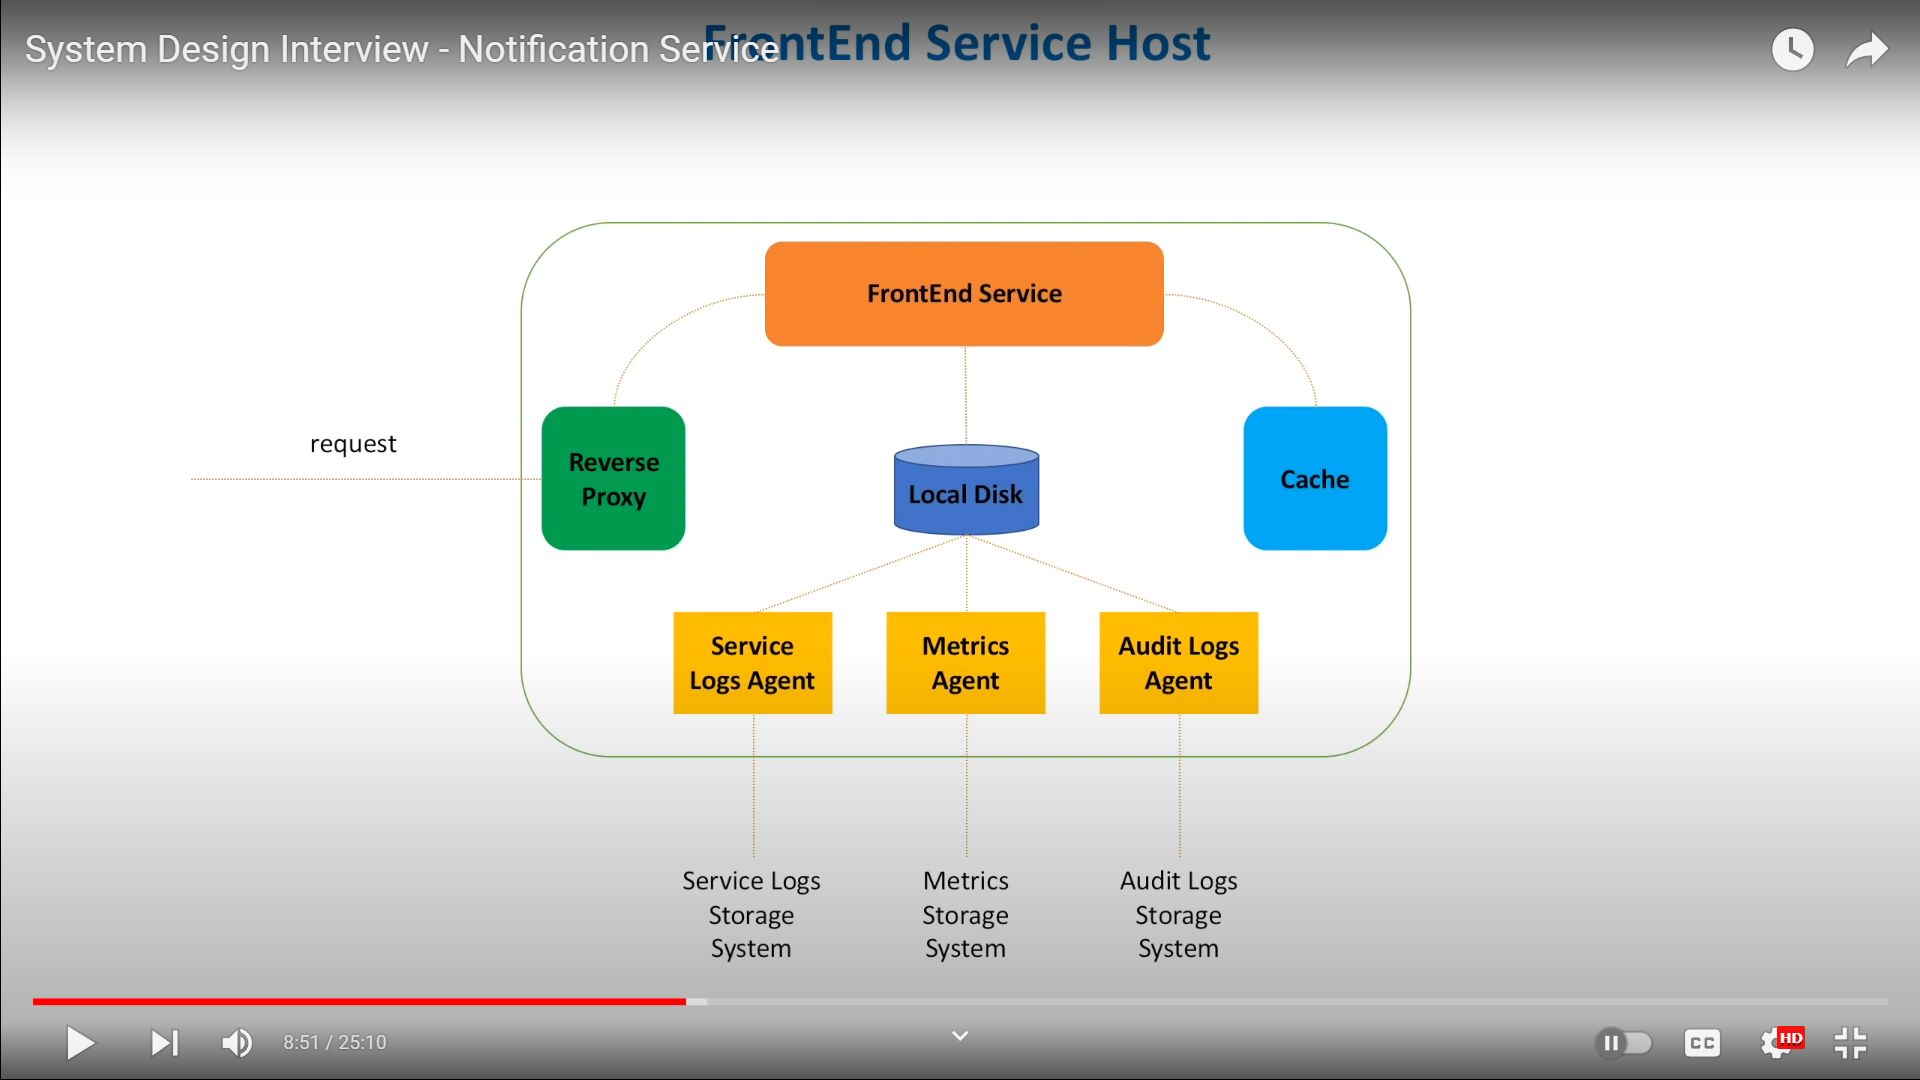 FrontEnd Service Host
System Design Interview - Notification Service
FrontEnd Service
request
Reverse
Proxy
Local Disk
Cache
Service
Logs Agent
Metrics
Agent
Audit Logs
Agent
Service Logs
Storage
System
Metrics
Storage
System
Audit Logs
Storage
System
8:51 / 25:10
CC
HD